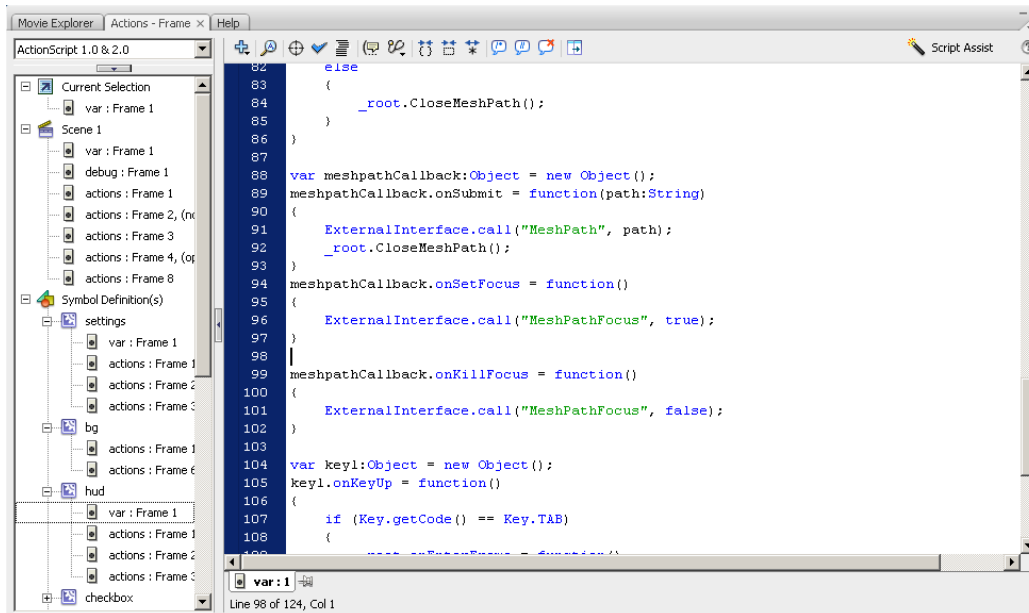 Movie Explorer Actions - Frame × Help
ActionScript 1.0 & 2.0
Script Assist
Current Selection
var : Frame 1
Scene 1
var : Frame 1
debug : Frame 1
actions : Frame 1
actions : Frame 2, (no
actions : Frame 3
actions : Frame 4, (op
actions : Frame 8
Symbol Definition(s)
settings
var : Frame 1
actions : Frame 1
actions : Frame 2
actions : Frame 3
bg
actions : Frame 1
actions : Frame 6
hud
var : Frame 1
actions : Frame 1
actions : Frame 2
actions : Frame 3
checkbox
82 else
83 {
84 _root.CloseMeshPath();
85 }
86 }
87
88 var meshpathCallback:Object = new Object();
89 meshpathCallback.onSubmit = function(path:String)
90 {
91 ExternalInterface.call("MeshPath", path);
92 _root.CloseMeshPath();
93 }
94 meshpathCallback.onSetFocus = function()
95 {
96 ExternalInterface.call("MeshPathFocus", true);
97 }
98
99 meshpathCallback.onKillFocus = function()
100 {
101 ExternalInterface.call("MeshPathFocus", false);
102 }
103
104 var keyl:Object = new Object();
105 keyl.onKeyUp = function()
106 {
107 if (Key.getCode() == Key.TAB)
108 {
var : 1
Line 98 of 124, Col 1